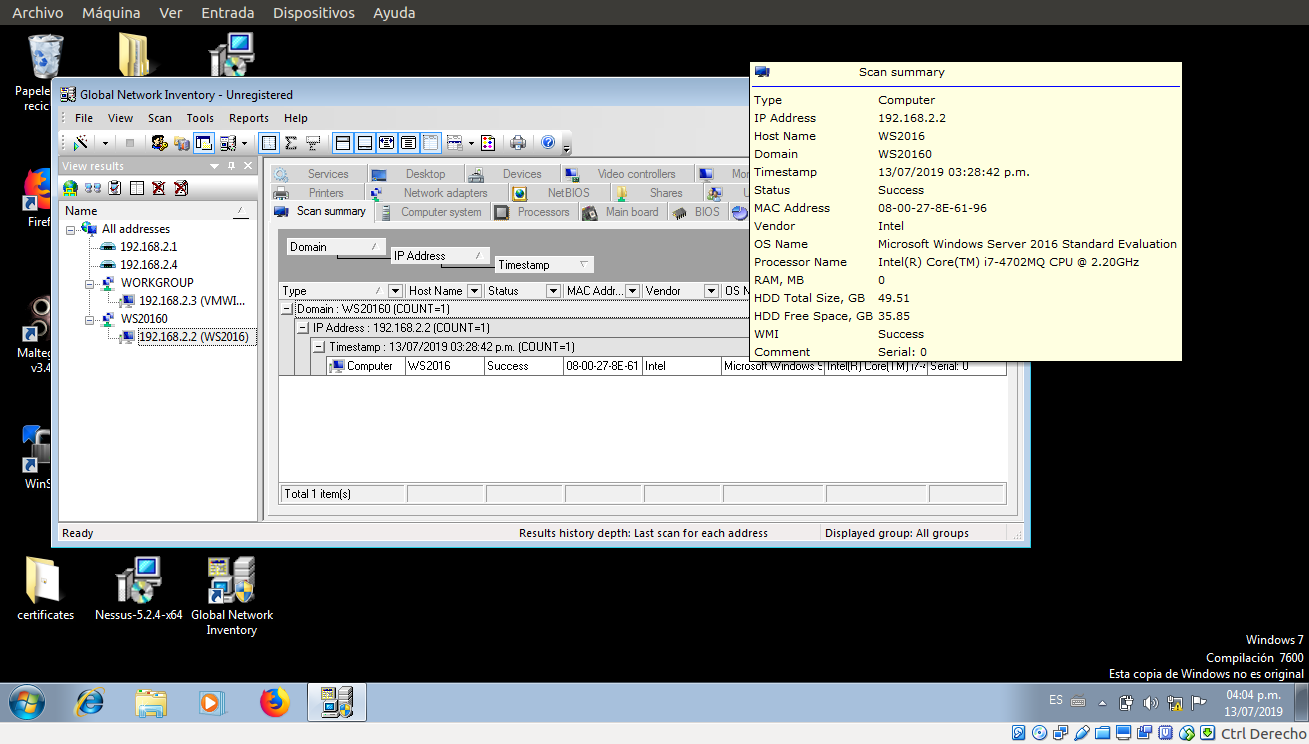 Archivo Máquina Ver Entrada Dispositivos Ayuda
Global Network Inventory - Unregistered
File View Scan Tools Reports Help
View results
Name
All addresses
192.168.2.1
192.168.2.4
WORKGROUP
192.168.2.3 (VMWI...
WS20160
192.168.2.2 (WS2016)
Services Desktop Devices Video controllers Mon
Printers Network adapters NetBIOS Shares U
Scan summary Computer system Processors Main board BIOS
Domain
IP Address
Timestamp
Type Host Name Status MAC Addr... Vendor OS N
Domain : WS20160 (COUNT=1)
IP Address : 192.168.2.2 (COUNT=1)
Timestamp : 13/07/2019 03:28:42 p.m. (COUNT=1)
Computer WS2016 Success 08-00-27-8E-61 Intel Microsoft Windows S Intel(R) Core(TM) i7-4 Serial: 0
Total 1 item(s)
Ready Results history depth: Last scan for each address Displayed group: All groups
Scan summary
Type Computer
IP Address 192.168.2.2
Host Name WS2016
Domain WS20160
Timestamp 13/07/2019 03:28:42 p.m.
Status Success
MAC Address 08-00-27-8E-61-96
Vendor Intel
OS Name Microsoft Windows Server 2016 Standard Evaluation
Processor Name Intel(R) Core(TM) i7-4702MQ CPU @ 2.20GHz
RAM, MB 0
HDD Total Size, GB 49.51
HDD Free Space, GB 35.85
WMI Success
Comment Serial: 0
Papele
recic
Firef
Malteg
v3.4
WinS
certificates
Nessus-5.2.4-x64
Global Network
Inventory
Windows 7
Compilación 7600
Esta copia de Windows no es original
ES
04:04 p.m.
13/07/2019
Ctrl Derecho